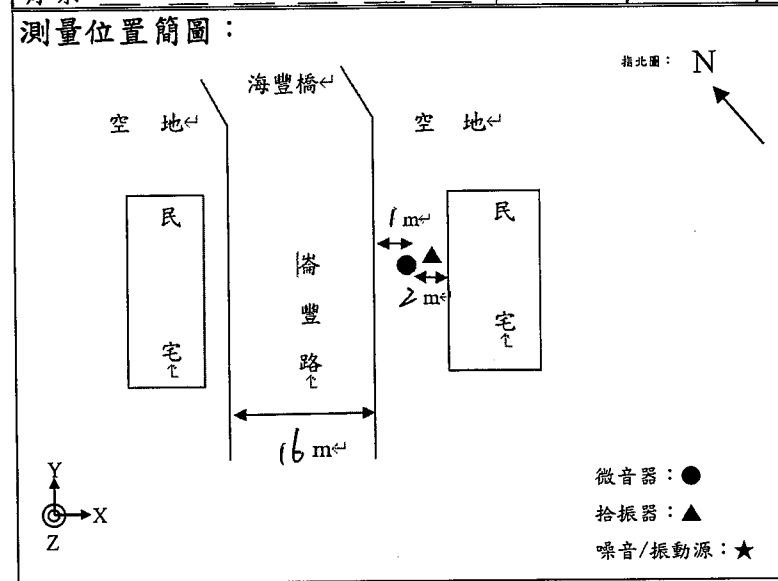 測量位置簡圖：
指北圖： N
海豐橋↵
空 地↵
空 地↵
民宅
崙豐路
民宅
1 m↵
2 m
16 m↵
Y
X
Z
微音器：●
拾振器：▲
噪音/振動源：★